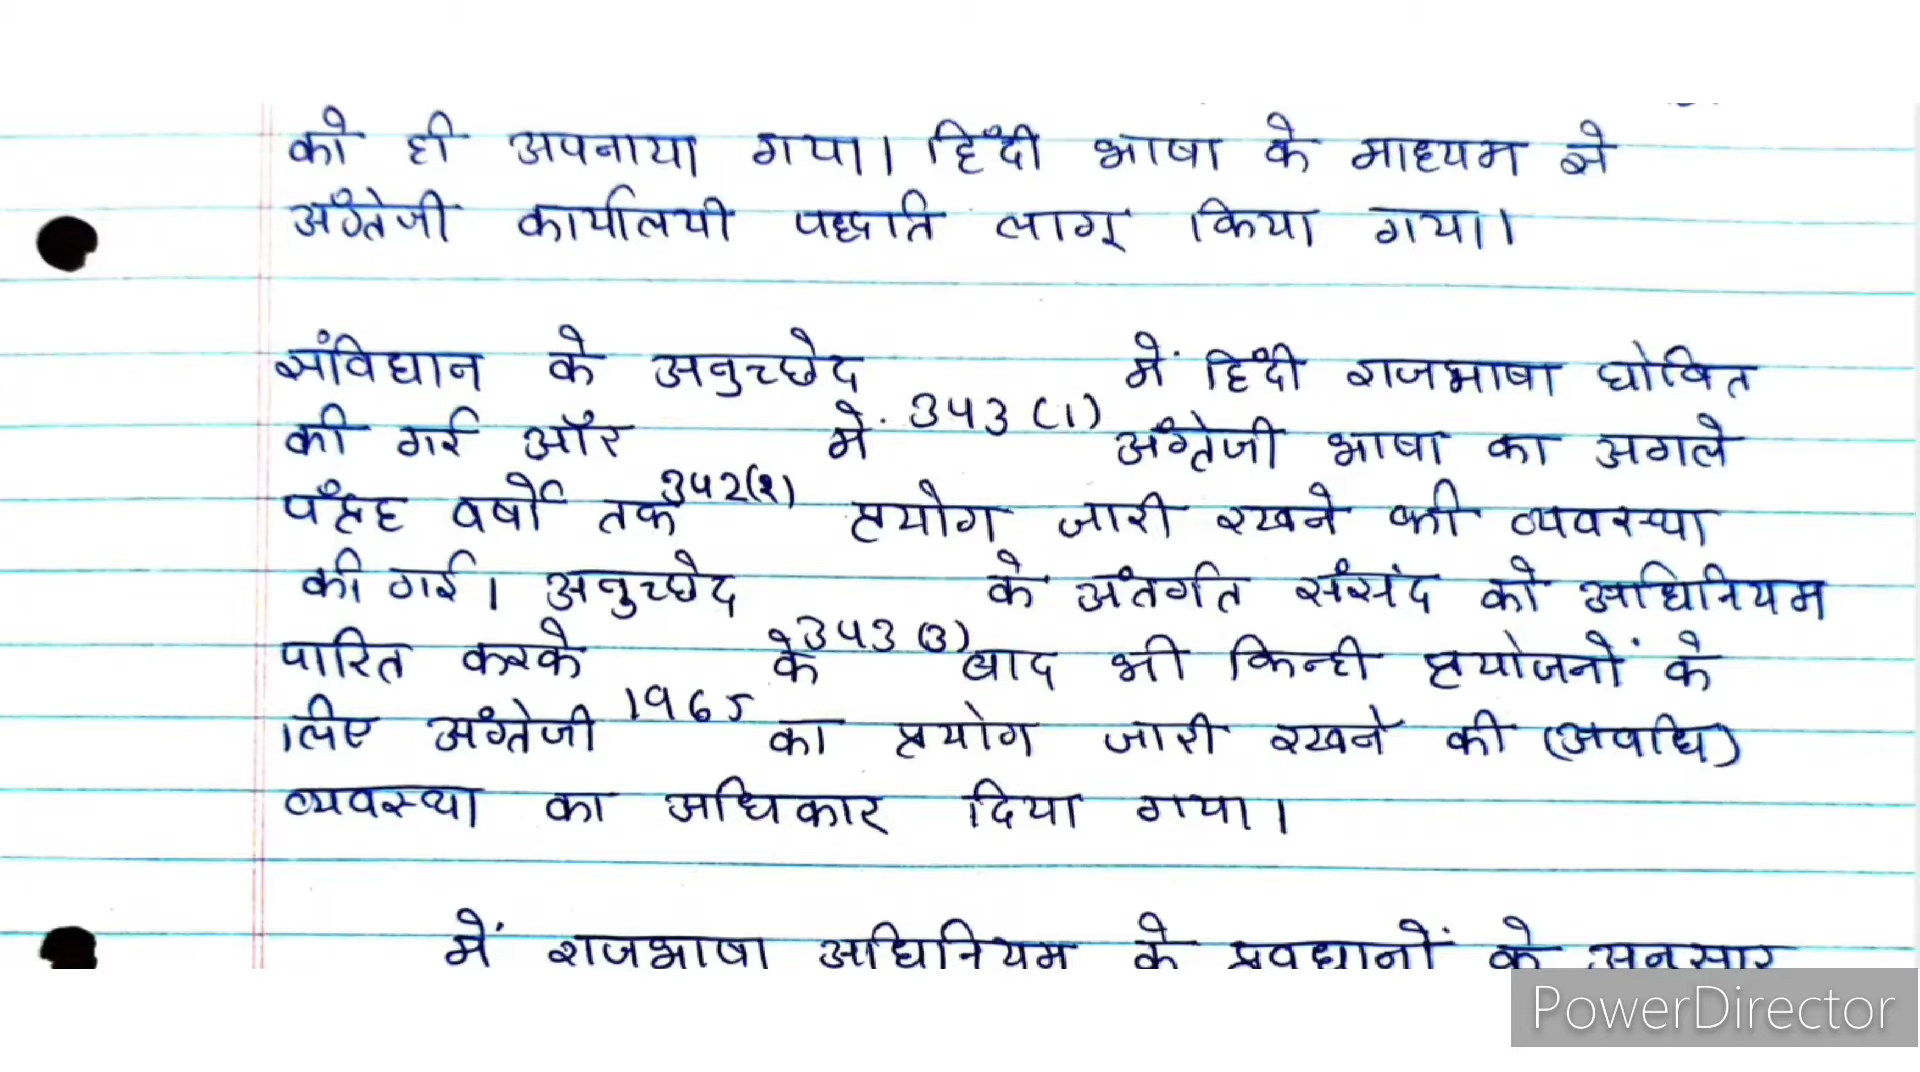 को ही अपनाया गया। हिंदी भाषा के माध्यम से
अंग्रेजी कार्यालयी पद्धति लागू किया गया।
संविधान के अनुच्छेद 343(1) में हिंदी राजभाषा घोषित
की गई और 342(2) में अंग्रेजी भाषा का अगले
पंद्रह वर्षों तक प्रयोग जारी रखने की व्यवस्था
की गई। अनुच्छेद 343(3) के अंतर्गत संसंद को अधिनियम
पारित करके 1965 के बाद भी किन्ही प्रयोजनों के
लिए अंग्रेजी का प्रयोग जारी रखने की (अवधि)
व्यवस्था का अधिकार दिया गया।
में राजभाषा अधिनियम के प्रवधानों के अनुसार
PowerDirector